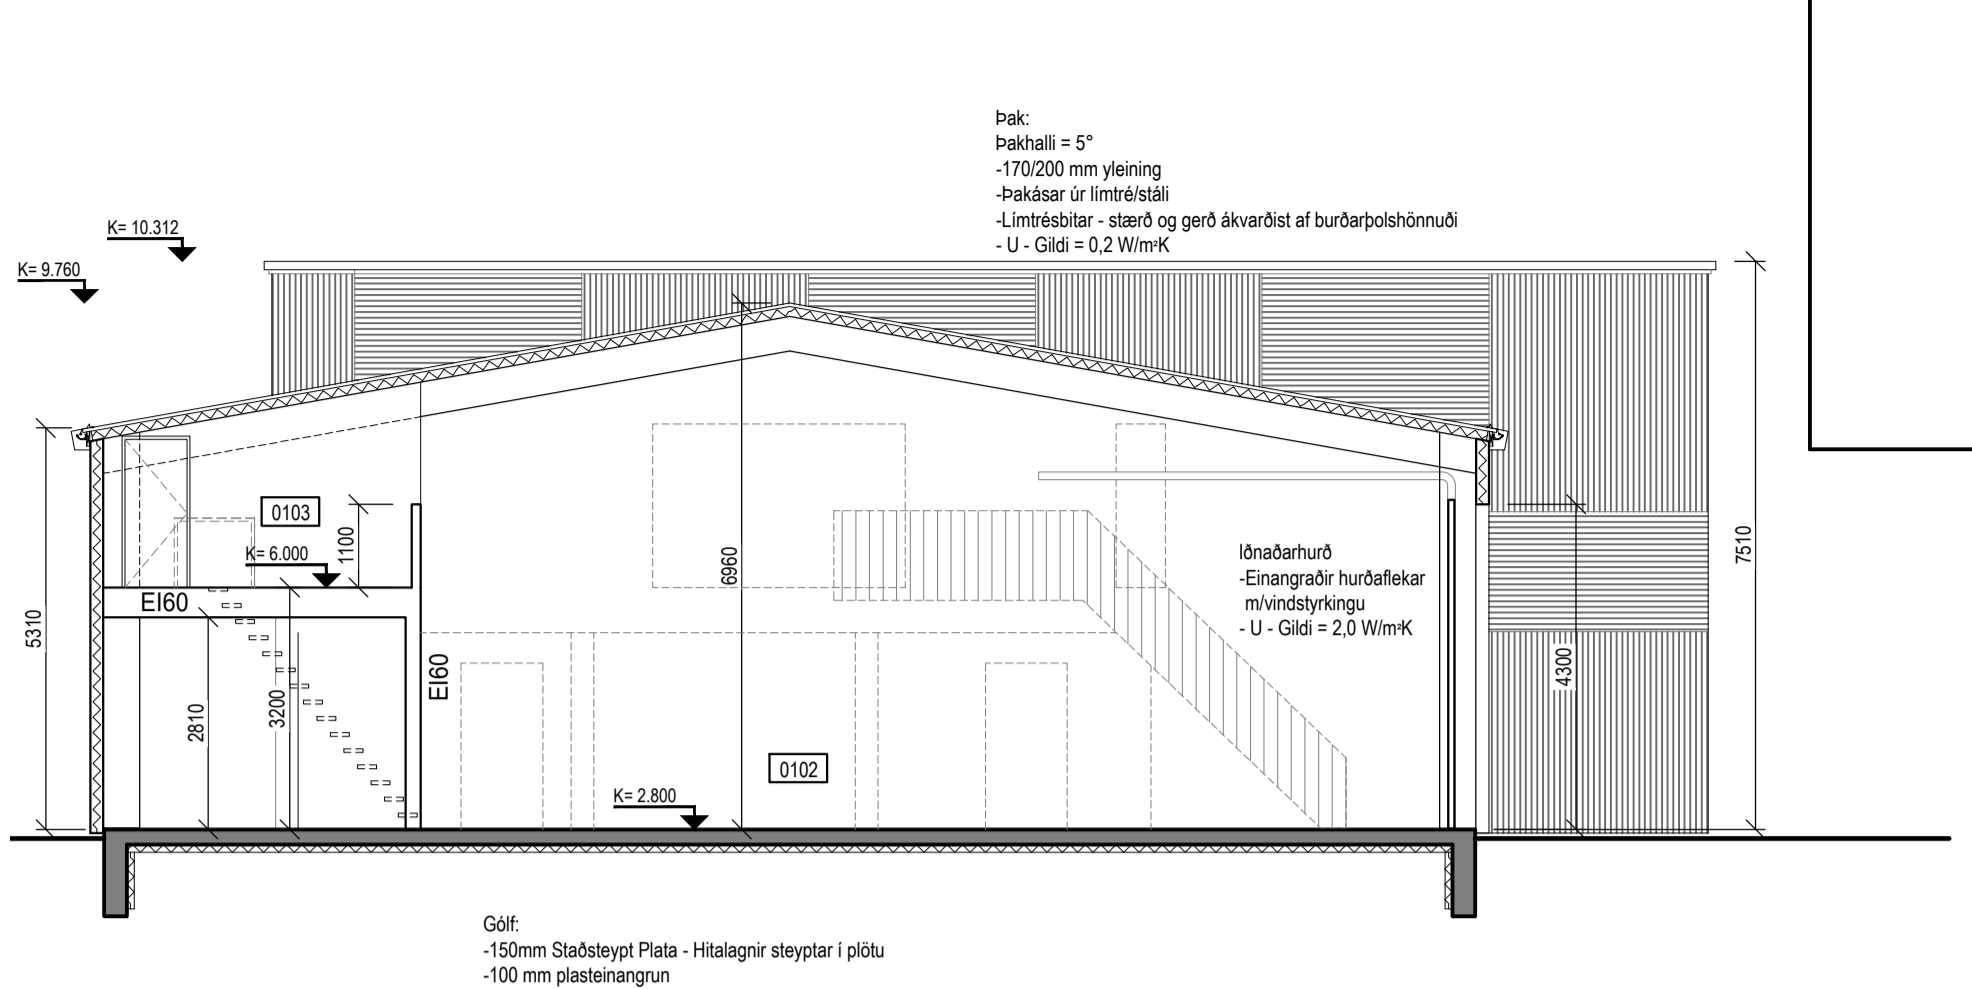 Þak:
Þakhalli = 5°
-170/200 mm yleining
-Þakásar úr límtré/stáli
-Límtrésbitar - stærð og gerð ákvarðist af burðarþolshönnuði
- U - Gildi = 0,2 W/m²K
K= 10.312
K= 9.760
0103
K= 6.000
1100
EI60
5310
2810
3200
EI60
6960
K= 2.800
0102
Iðnaðarhurð
-Einangraðir hurðaflekar
m/vindstyrkingu
- U - Gildi = 2,0 W/m²K
4300
7510
Gólf:
-150mm Staðsteypt Plata - Hitalagnir steyptar í plötu
-100 mm plasteinangrun